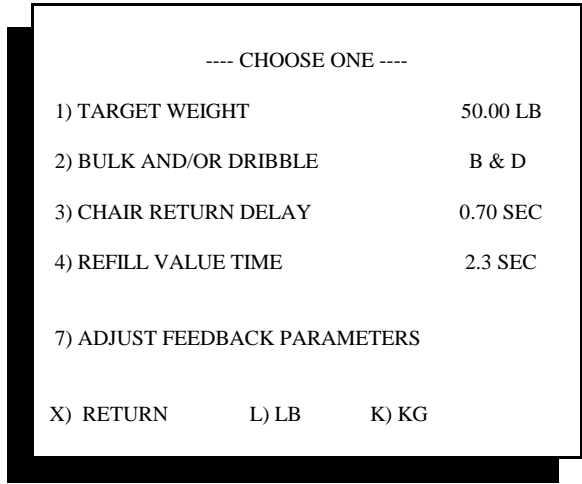 ---- CHOOSE ONE ----
1) TARGET WEIGHT 50.00 LB
2) BULK AND/OR DRIBBLE B & D
3) CHAIR RETURN DELAY 0.70 SEC
4) REFILL VALUE TIME 2.3 SEC
7) ADJUST FEEDBACK PARAMETERS
X) RETURN L) LB K) KG